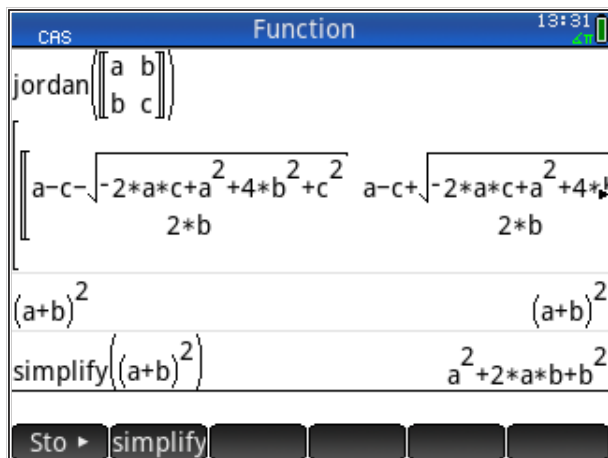 CAS Function 13:31
∡π
jordan([[a b] [b c]])
[[[a-c-√(-2*a*c+a²+4*b²+c²) a-c+√(-2*a*c+a²+4*
2*b 2*b
(a+b)² (a+b)²
simplify((a+b)²) a²+2*a*b+b²
Sto ► simplify